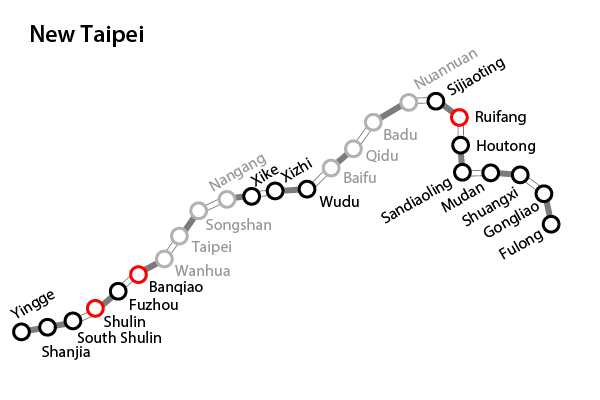 New Taipei
Nuannuan
Sijiaoting
Ruifang
Badu
Houtong
Qidu
Nangang
Xike
Xizhi
Baifu
Sandiaoling
Mudan
Shuangxi
Gongliao
Fulong
Wudu
Songshan
Taipei
Wanhua
Banqiao
Yingge
Fuzhou
Shulin
South Shulin
Shanjia